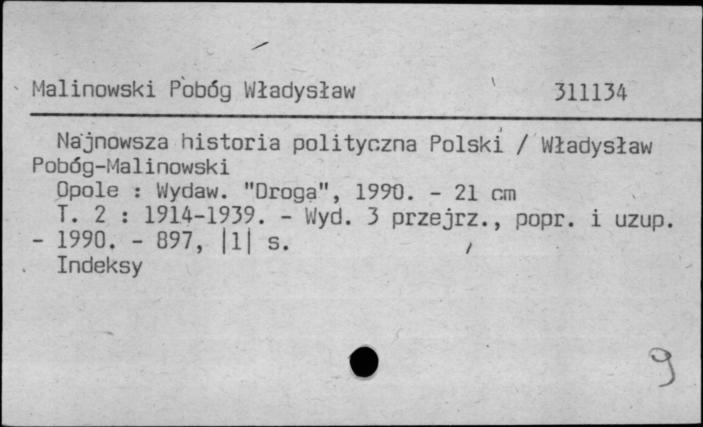 Malinowski Pobóg Władysław 311134
Najnowsza historia polityczna Polski / Władysław
Pobóg-Malinowski
Opole : Wydaw. "Droga", 1990. - 21 cm
T. 2 : 1914-1939. - Wyd. 3 przejrz., popr. i uzup.
- 1990. - 897, |1| s.
Indeksy
9